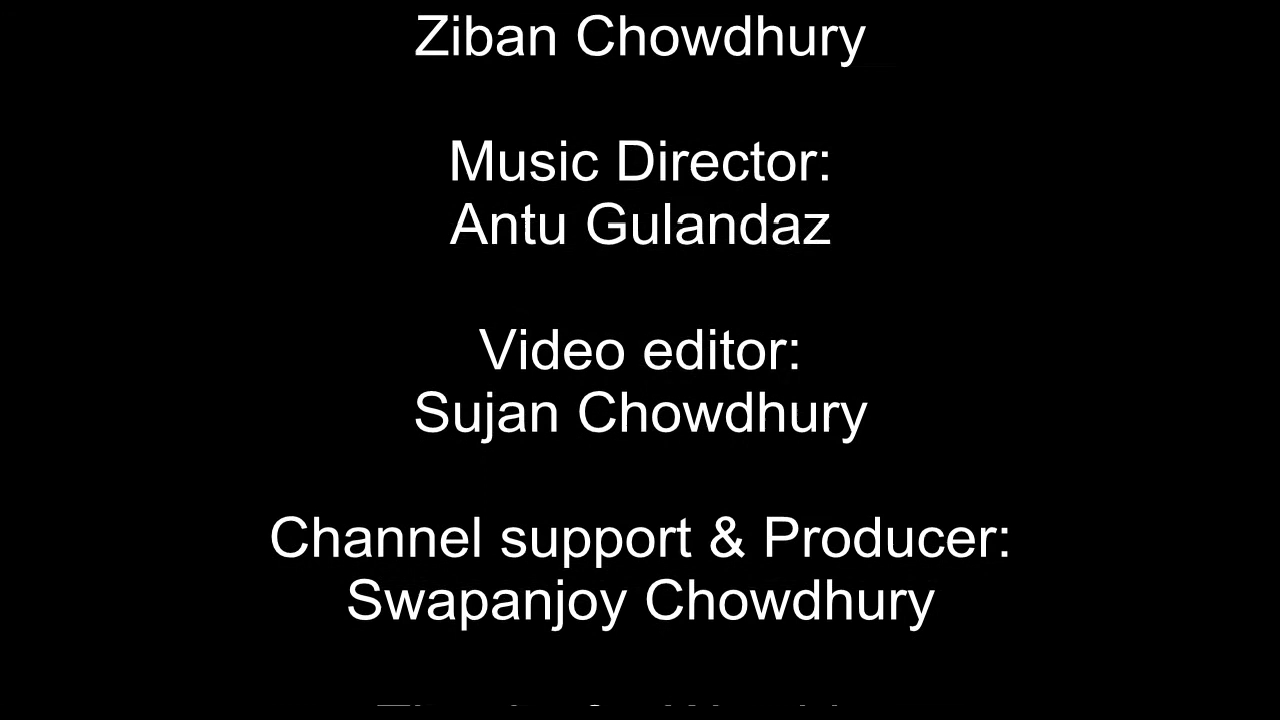 Ziban Chowdhury
Music Director:
Antu Gulandaz
Video editor:
Sujan Chowdhury
Channel support & Producer:
Swapanjoy Chowdhury